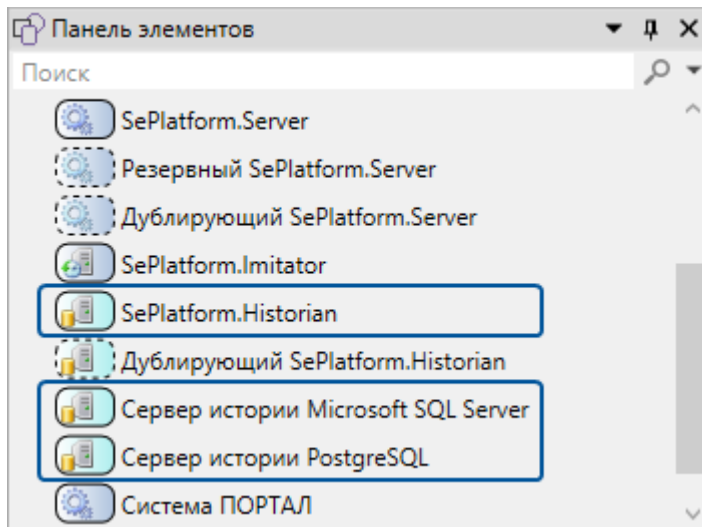 Панель элементов
Поиск
SePlatform.Server
Резервный SePlatform.Server
Дублирующий SePlatform.Server
SePlatform.Imitator
SePlatform.Historian
Дублирующий SePlatform.Historian
Сервер истории Microsoft SQL Server
Сервер истории PostgreSQL
Система ПОРТАЛ